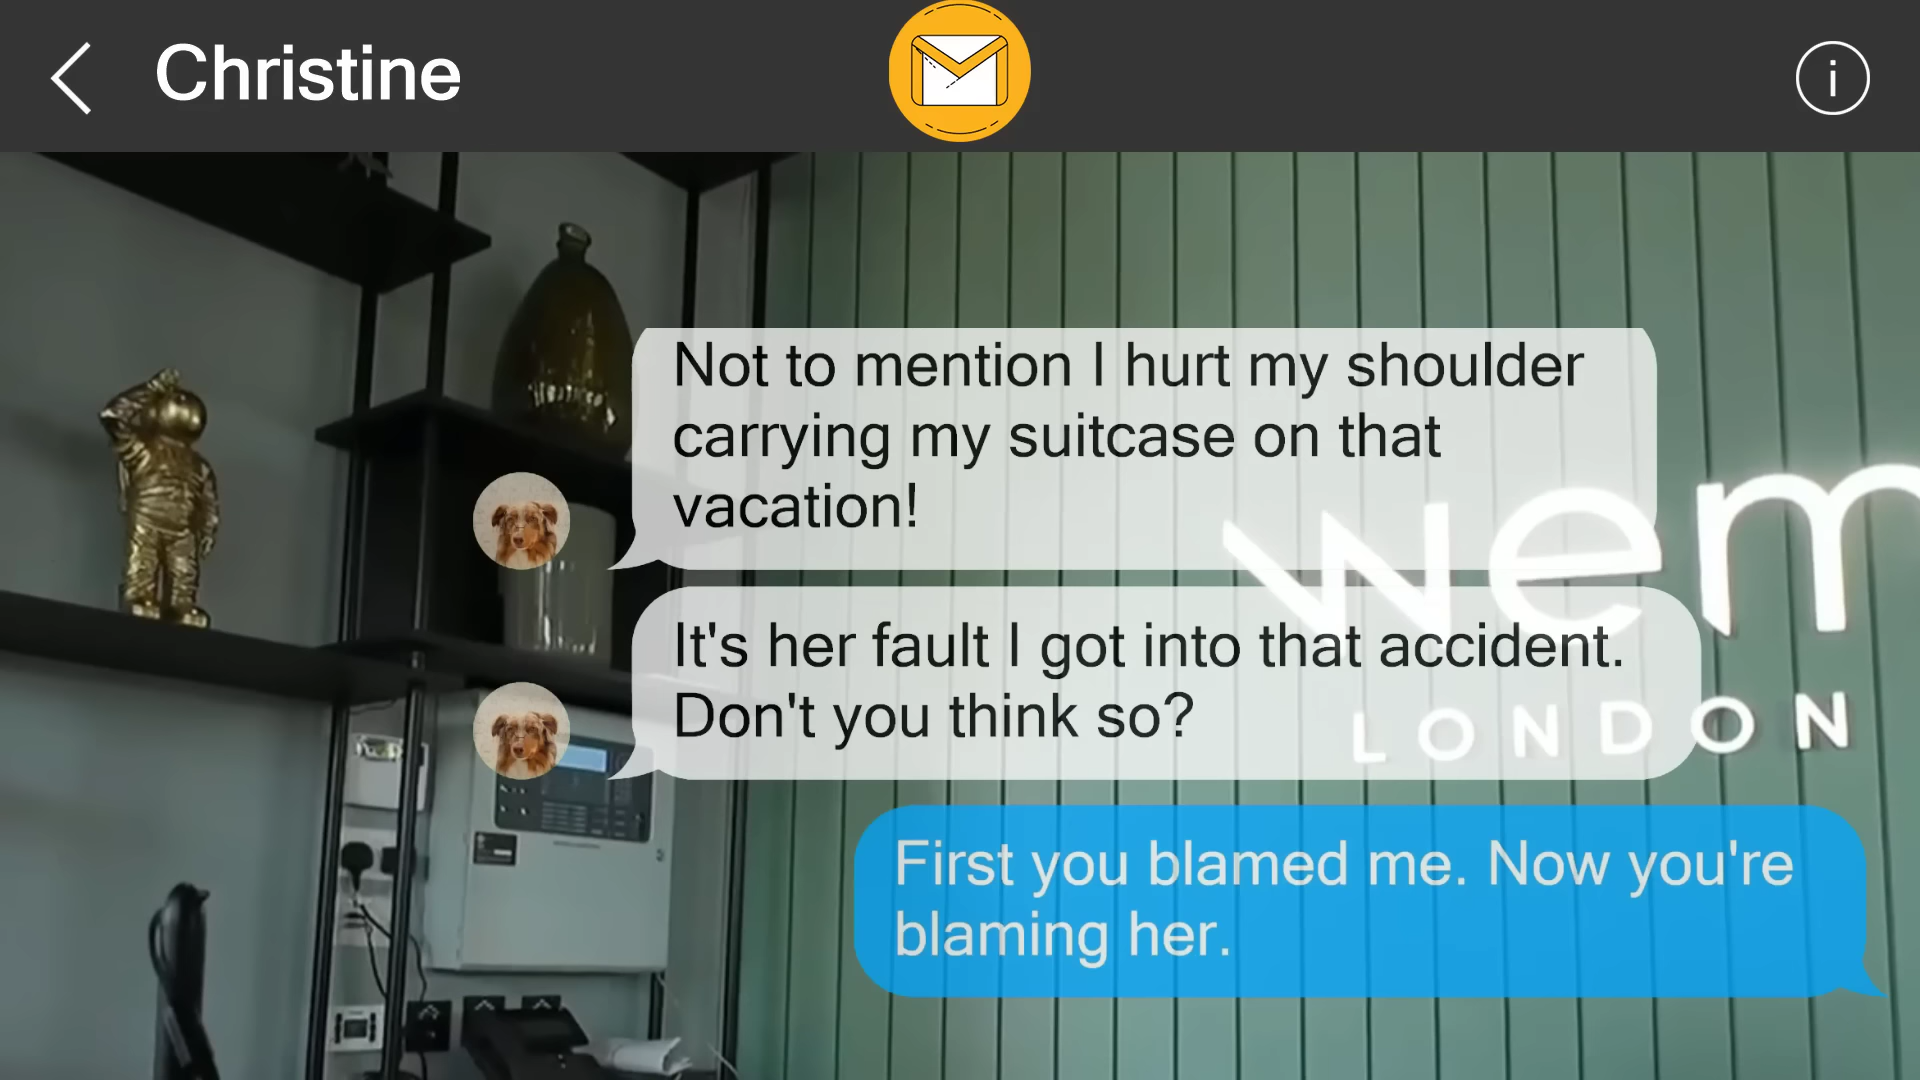 Christine
i
Not to mention I hurt my shoulder
carrying my suitcase on that
vacation!
It's her fault I got into that accident.
Don't you think so?
First you blamed me. Now you're
blaming her.
wem
LONDON